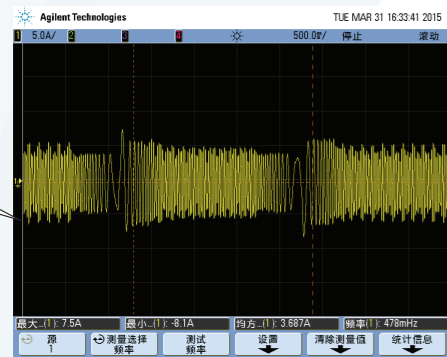 Agilent Technologies TUE MAR 31 16:33:41 2015
1 5.0A/ 2 3 4 500.0ms/ 停止 滚动
1
最大...(1): 7.5A 最小...(1): -8.1A 均方...(1): 3.687A 频率(1): 478mHz
源 1 测量选择 频率 测试 频率 设置 清除测量值 统计信息